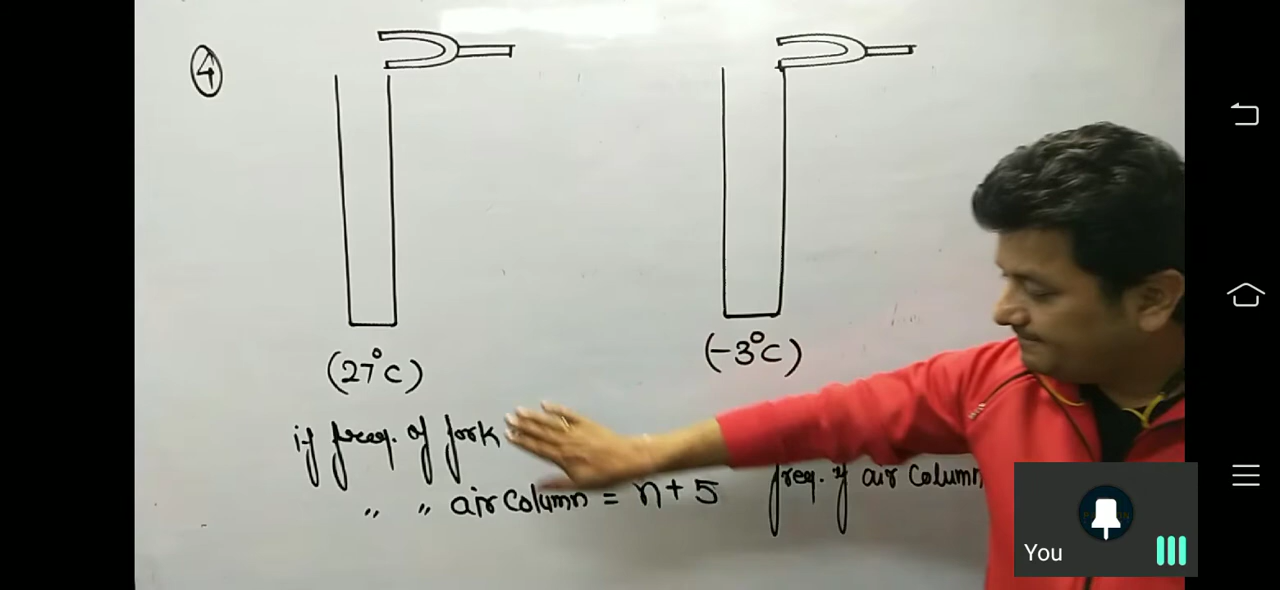 ④
(27°C) (-3°C)
if freq. of fork
" " air column = n+5 freq. of air column
You